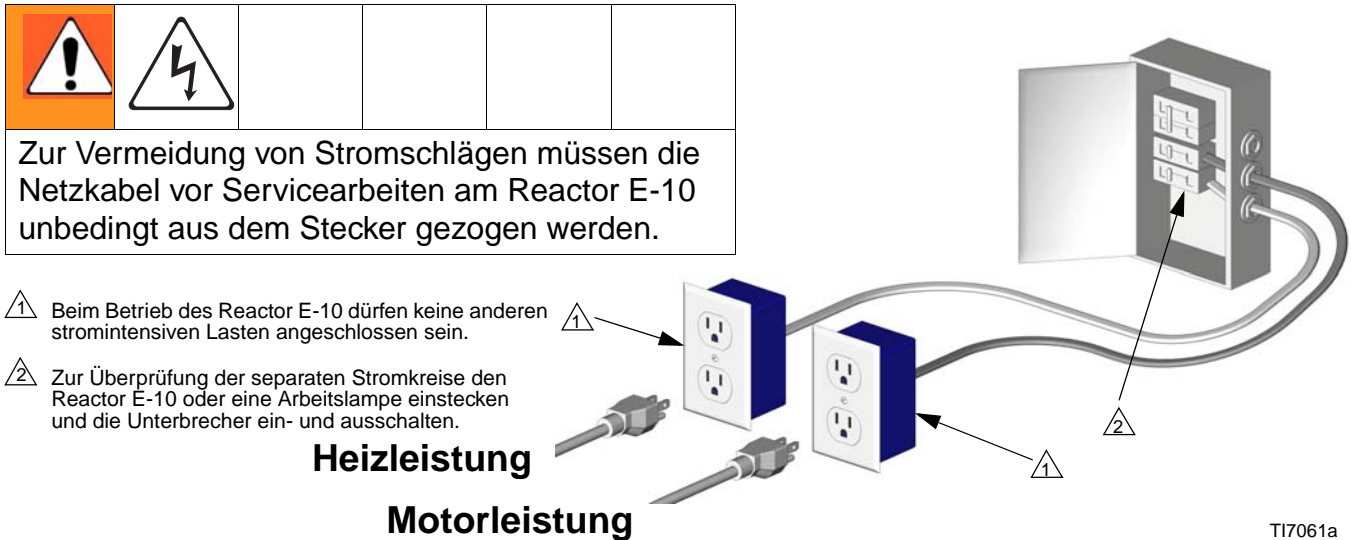 Zur Vermeidung von Stromschlägen müssen die
Netzkabel vor Servicearbeiten am Reactor E-10
unbedingt aus dem Stecker gezogen werden.
1 Beim Betrieb des Reactor E-10 dürfen keine anderen
stromintensiven Lasten angeschlossen sein.
2 Zur Überprüfung der separaten Stromkreise den
Reactor E-10 oder eine Arbeitslampe einstecken
und die Unterbrecher ein- und ausschalten.
1
2
1
Heizleistung
Motorleistung
TI7061a